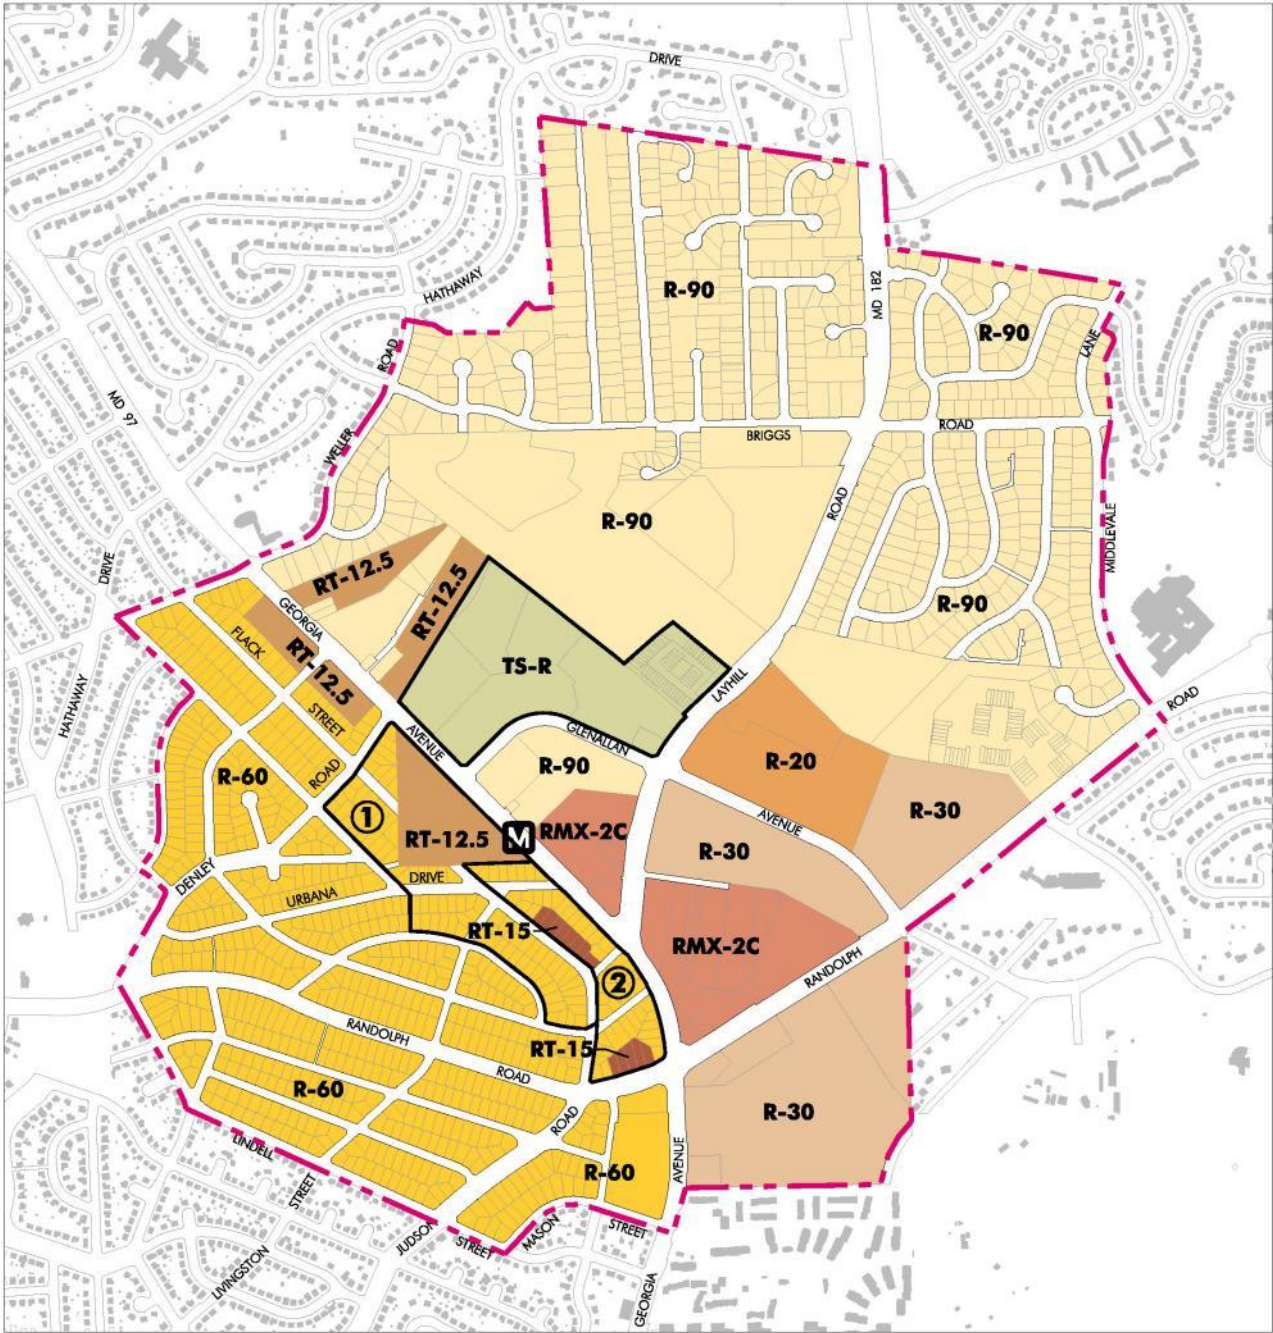 DRIVE
HATHAWAY
R-90
MD 182
R-90
ROAD
LANE
MD 97
WELLER
BRIGGS
ROAD
ROAD
R-90
MIDDLEVALE
DRIVE
RT-12.5
RT-12.5
R-90
GEORGIA
FLACK
RT-12.5
TS-R
LAYHILL
HATHAWAY
STREET
AVENUE
GLENALLAN
ROAD
R-60
ROAD
R-90
R-20
1
AVENUE
R-30
RT-12.5
M
RMX-2C
R-30
DENLEY
DRIVE
URBANA
RT-15
RMX-2C
RANDOLPH
2
RANDOLPH
RT-15
ROAD
R-60
R-30
ROAD
LINDELL
AVENUE
R-60
STREET
MASON
STREET
JUDSON
STREET
LIVINGSTON
GEORGIA